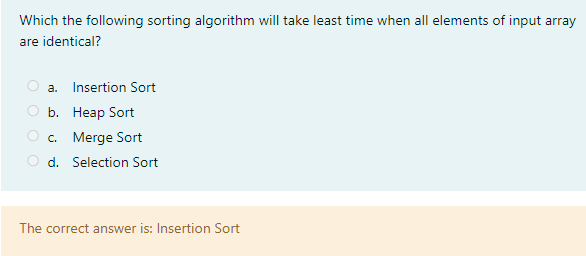 Which the following sorting algorithm will take least time when all elements of input array
are identical?
a. Insertion Sort
b. Heap Sort
c. Merge Sort
d. Selection Sort
The correct answer is: Insertion Sort